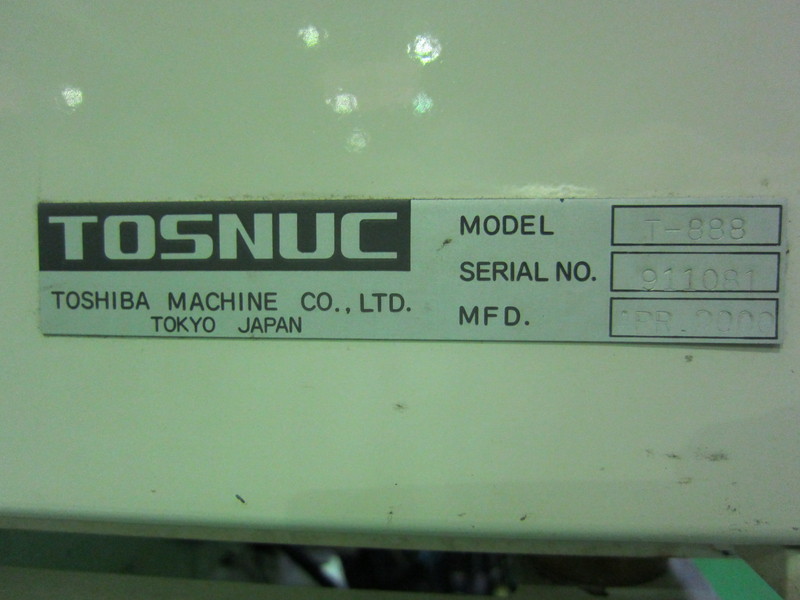 TOSNUC
TOSHIBA MACHINE CO., LTD.
TOKYO JAPAN
MODEL T-888
SERIAL NO. 911081
MFD.